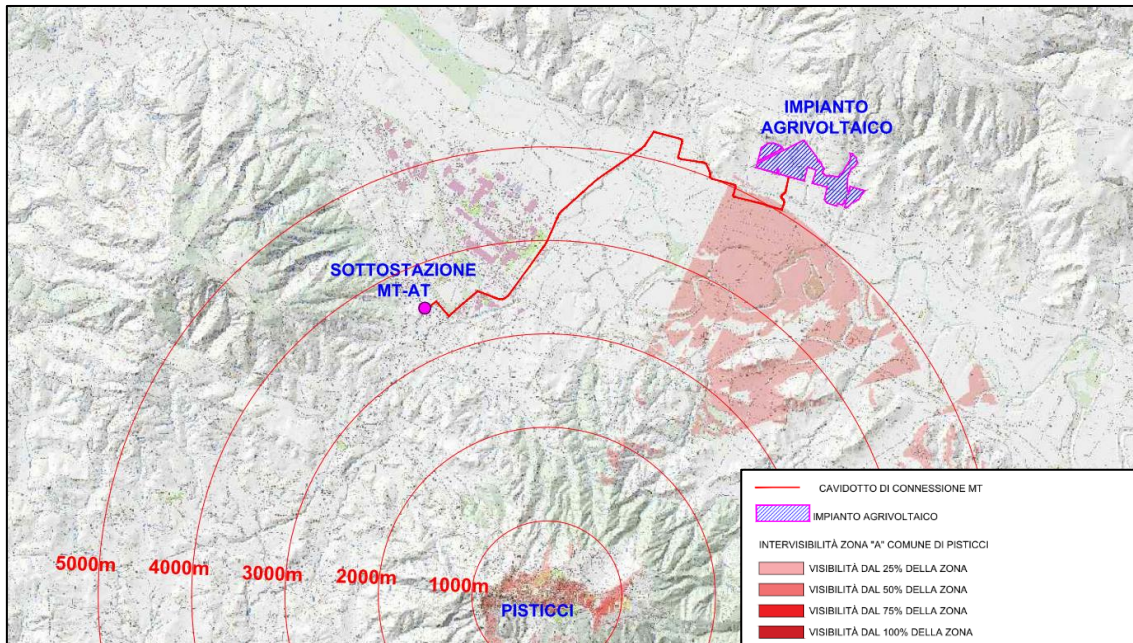 IMPIANTO
AGRIVOLTAICO
SOTTOSTAZIONE
MT-AT
5000m
4000m
3000m
2000m
1000m
PISTICCI
CAVIDOTTO DI CONNESSIONE MT
IMPIANTO AGRIVOLTAICO
INTERVISIBILITÀ ZONA "A" COMUNE DI PISTICCI
VISIBILITÀ DAL 25% DELLA ZONA
VISIBILITÀ DAL 50% DELLA ZONA
VISIBILITÀ DAL 75% DELLA ZONA
VISIBILITÀ DAL 100% DELLA ZONA